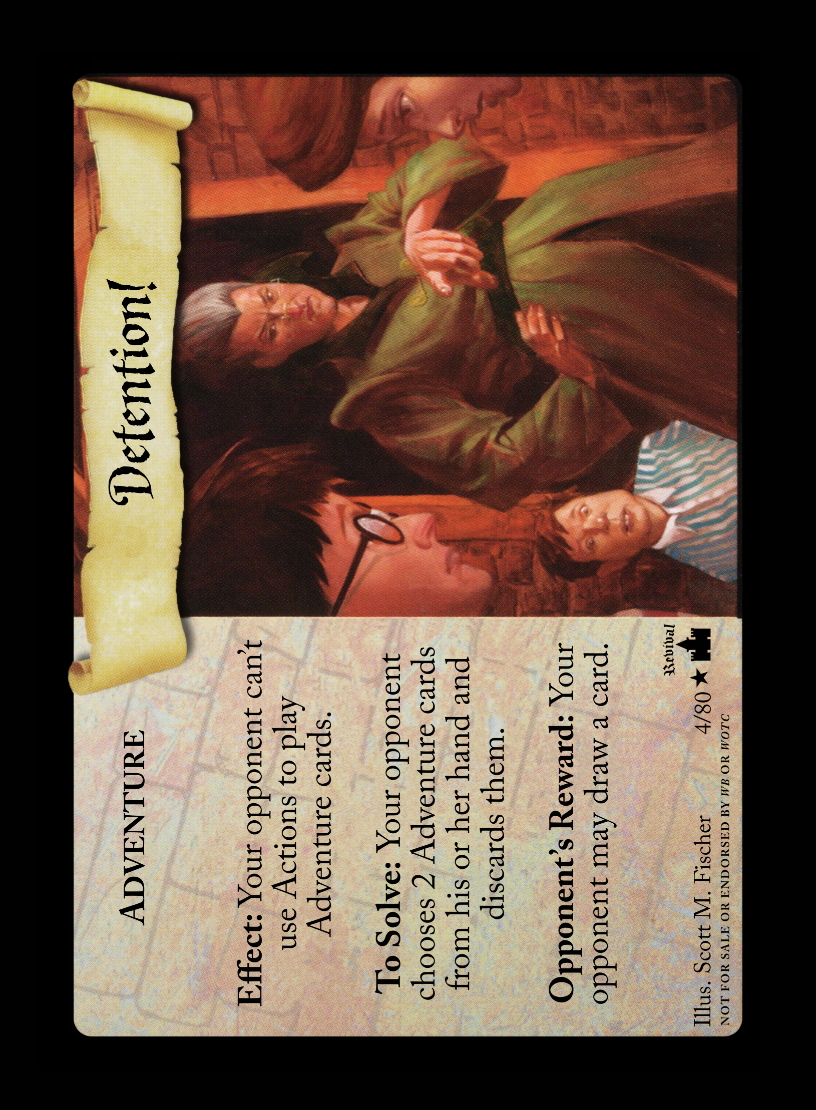 Detention!
ADVENTURE
Effect: Your opponent can't
use Actions to play
Adventure cards.
To Solve: Your opponent
chooses 2 Adventure cards
from his or her hand and
discards them.
Opponent's Reward: Your
opponent may draw a card.
Revival
Illus. Scott M. Fischer 4/80 ★
NOT FOR SALE OR ENDORSED BY WB OR WOTC